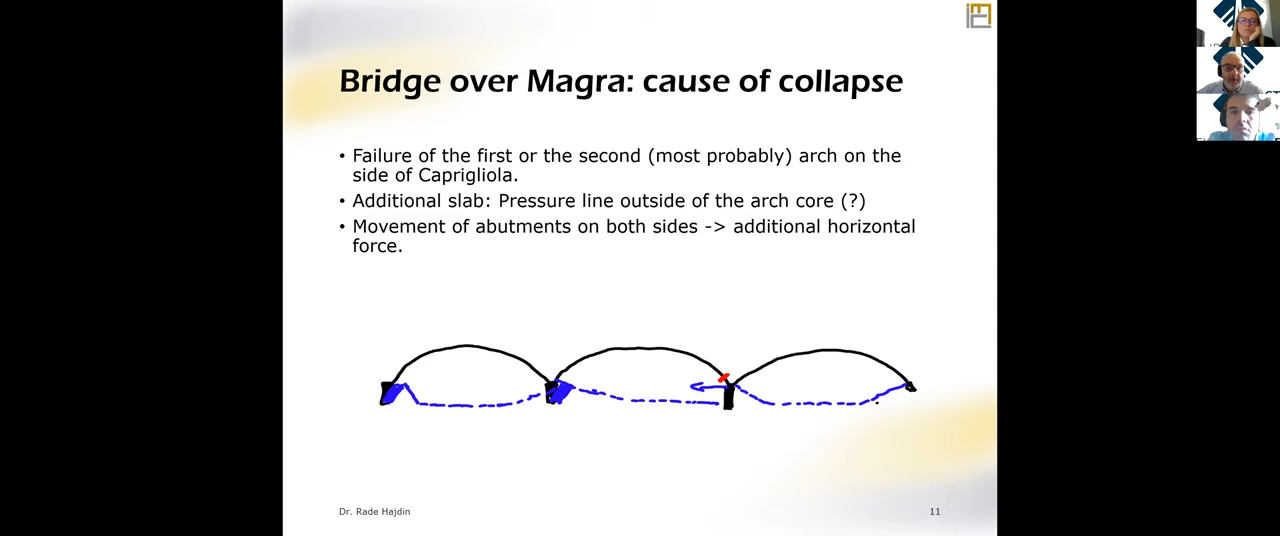 Bridge over Magra: cause of collapse
• Failure of the first or the second (most probably) arch on the
side of Caprigliola.
• Additional slab: Pressure line outside of the arch core (?)
• Movement of abutments on both sides -> additional horizontal
force.
Dr. Rade Hajdin
11